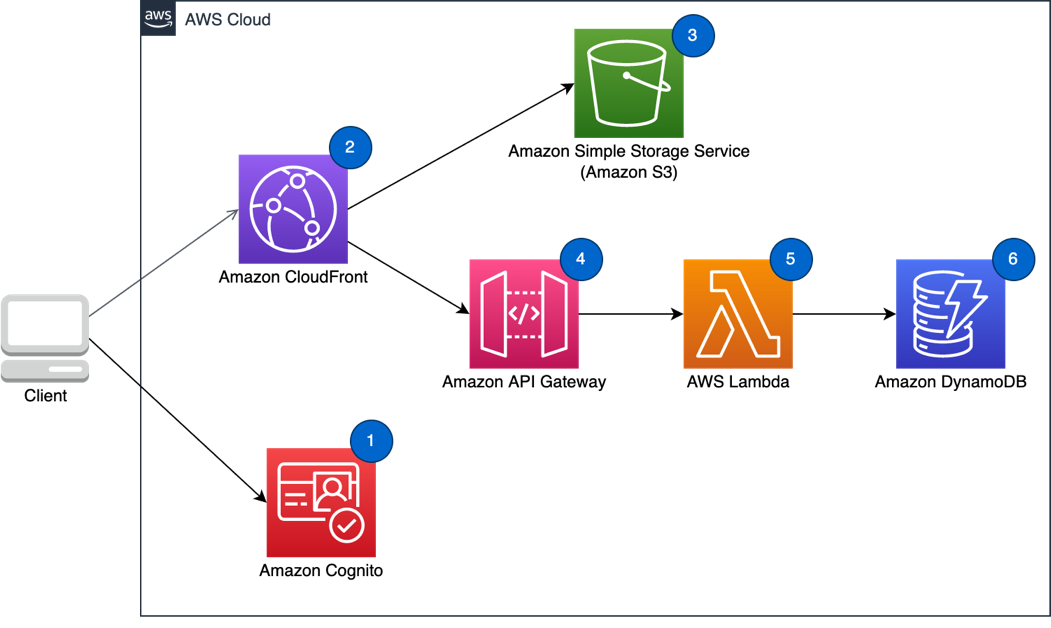 aws
AWS Cloud
3
Amazon Simple Storage Service
(Amazon S3)
2
Amazon CloudFront
4
</>
Amazon API Gateway
5
AWS Lambda
6
Amazon DynamoDB
Client
1
Amazon Cognito